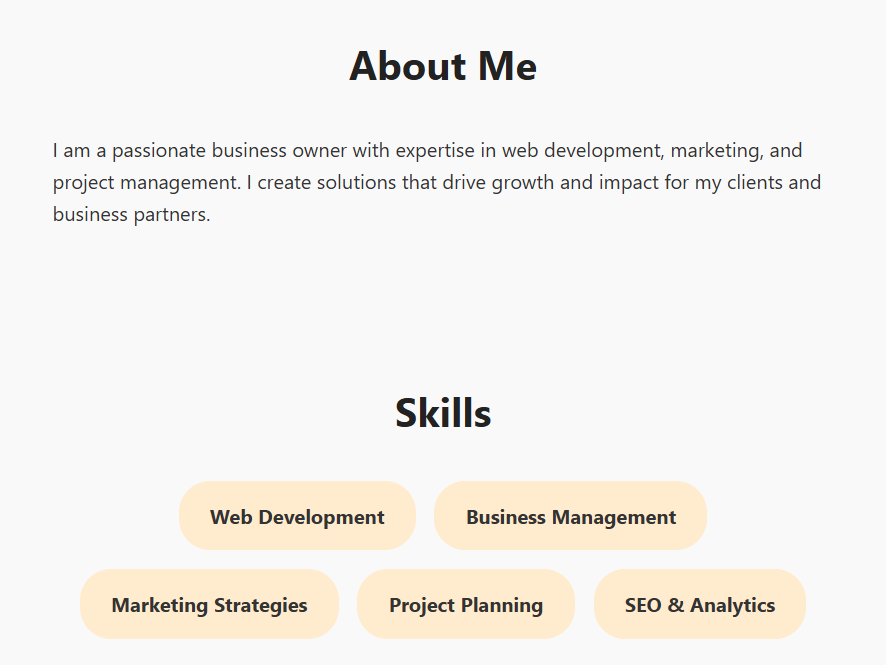 About Me
I am a passionate business owner with expertise in web development, marketing, and
project management. I create solutions that drive growth and impact for my clients and
business partners.
Skills
Web Development
Business Management
Marketing Strategies
Project Planning
SEO & Analytics